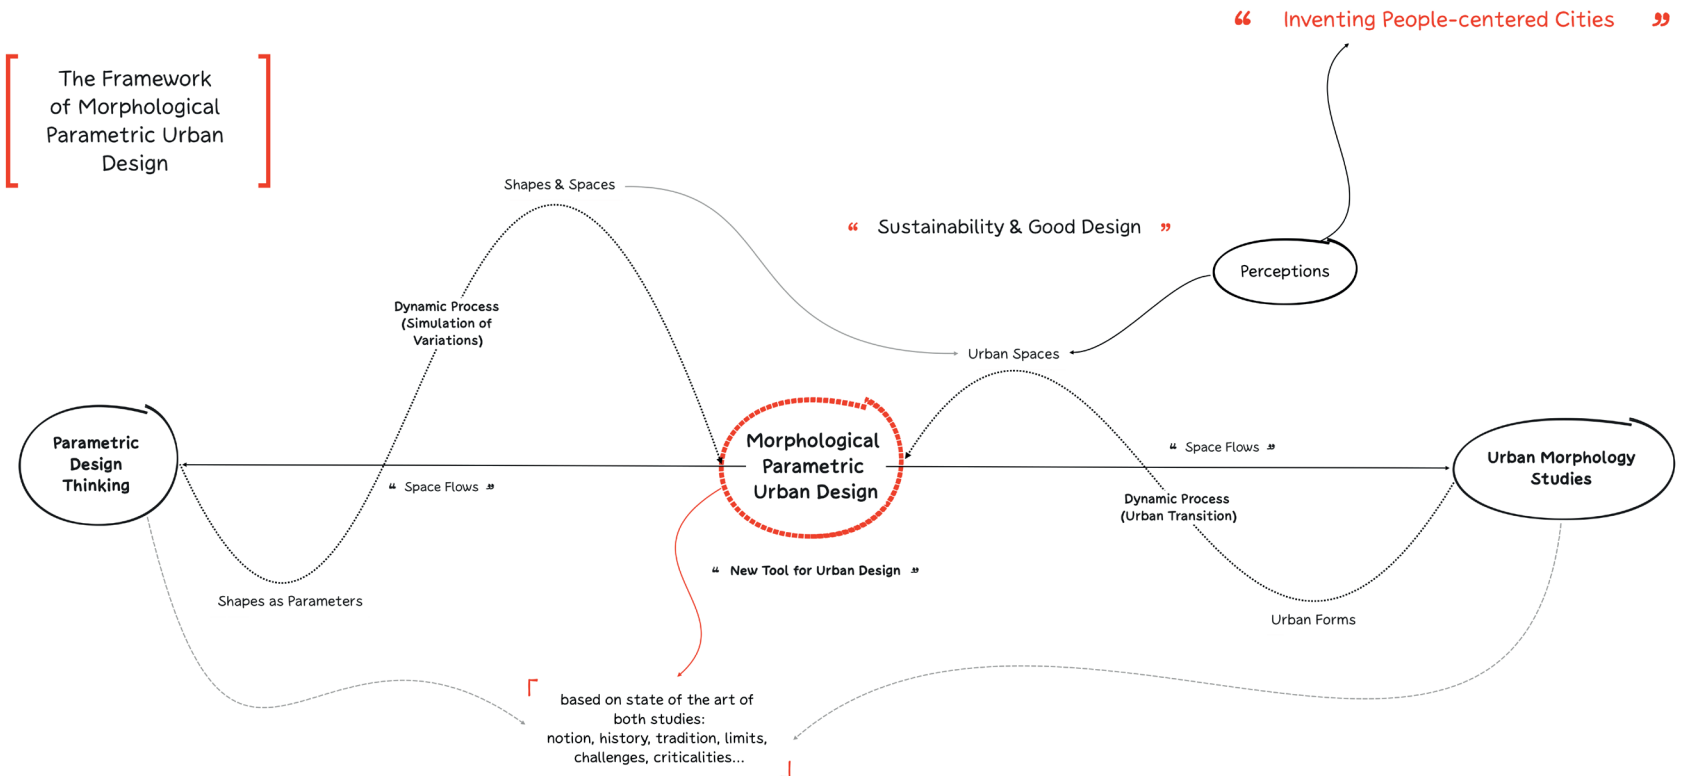 “ Inventing People-centered Cities ”
The Framework
of Morphological
Parametric Urban
Design
Shapes & Spaces
“ Sustainability & Good Design ”
Perceptions
Dynamic Process
(Simulation of
Variations)
Urban Spaces
Parametric
Design
Thinking
“ Space Flows ”
Morphological
Parametric
Urban Design
“ Space Flows ”
Dynamic Process
(Urban Transition)
Urban Morphology
Studies
“ New Tool for Urban Design ”
Shapes as Parameters
Urban Forms
based on state of the art of
both studies:
notion, history, tradition, limits,
challenges, criticalities...